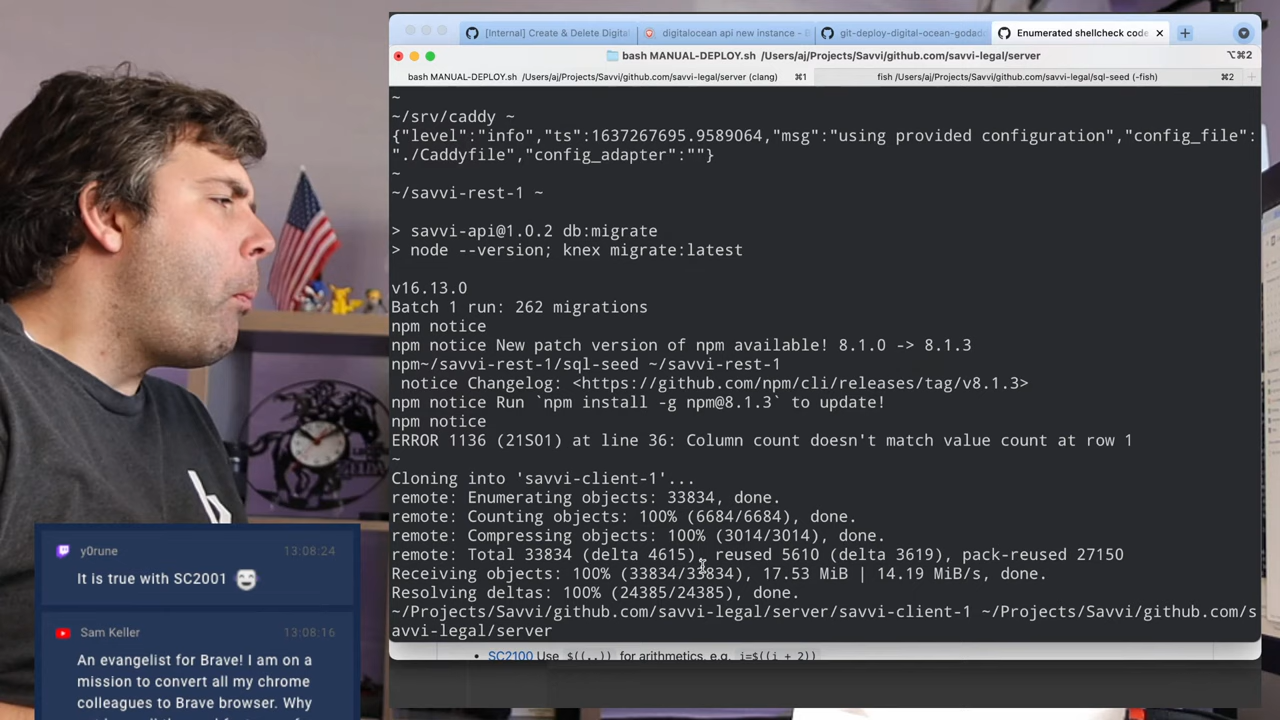 [Internal] Create & Delete Digital
digitalocean api new instance - B
git-deploy-digital-ocean-godad
Enumerated shellcheck code
bash MANUAL-DEPLOY.sh /Users/aj/Projects/Savvi/github.com/savvi-legal/server
⌥⌘2
bash MANUAL-DEPLOY.sh /Users/aj/Projects/Savvi/github.com/savvi-legal/server (clang)
⌘1
fish /Users/aj/Projects/Savvi/github.com/savvi-legal/sql-seed (-fish)
⌘2
~
~/srv/caddy ~
{"level":"info","ts":1637267695.9589064,"msg":"using provided configuration","config_file":
"./Caddyfile","config_adapter":""}
~
~/savvi-rest-1 ~
> savvi-api@1.0.2 db:migrate
> node --version; knex migrate:latest
v16.13.0
Batch 1 run: 262 migrations
npm notice
npm notice New patch version of npm available! 8.1.0 -> 8.1.3
npm~/savvi-rest-1/sql-seed ~/savvi-rest-1
notice Changelog: <https://github.com/npm/cli/releases/tag/v8.1.3>
npm notice Run `npm install -g npm@8.1.3` to update!
npm notice
ERROR 1136 (21S01) at line 36: Column count doesn't match value count at row 1
~
Cloning into 'savvi-client-1'...
remote: Enumerating objects: 33834, done.
remote: Counting objects: 100% (6684/6684), done.
remote: Compressing objects: 100% (3014/3014), done.
remote: Total 33834 (delta 4615), reused 5610 (delta 3619), pack-reused 27150
Receiving objects: 100% (33834/33834), 17.53 MiB | 14.19 MiB/s, done.
Resolving deltas: 100% (24385/24385), done.
~/Projects/Savvi/github.com/savvi-legal/server/savvi-client-1 ~/Projects/Savvi/github.com/s
avvi-legal/server
SC2100 Use $((..)) for arithmetics, e.g. i=$((i + 2))
y0rune
13:08:24
It is true with SC2001
Sam Keller
13:08:16
An evangelist for Brave! I am on a
mission to convert all my chrome
colleagues to Brave browser. Why